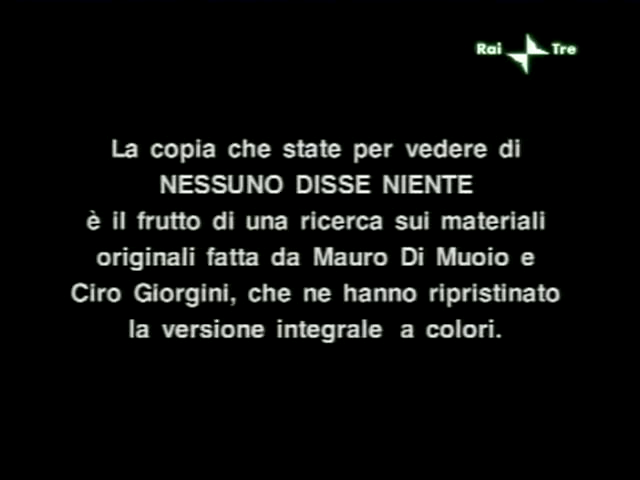 Rai Tre
La copia che state per vedere di
NESSUNO DISSE NIENTE
è il frutto di una ricerca sui materiali
originali fatta da Mauro Di Muoio e
Ciro Giorgini, che ne hanno ripristinato
la versione integrale a colori.